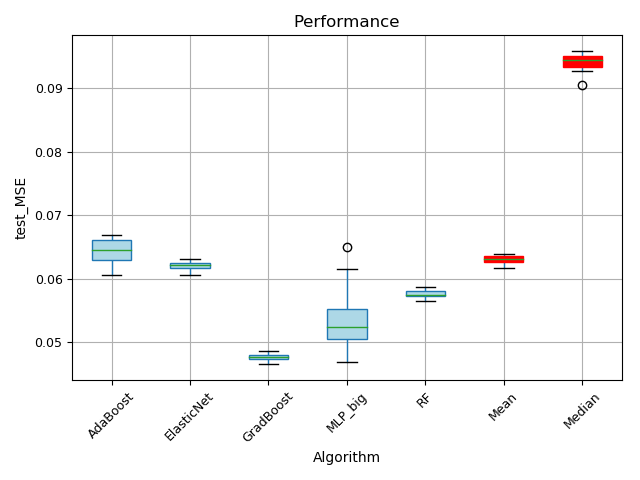 Performance
test_MSE
0.09
0.08
0.07
0.06
0.05
AdaBoost
ElasticNet
GradBoost
MLP_big
RF
Mean
Median
Algorithm